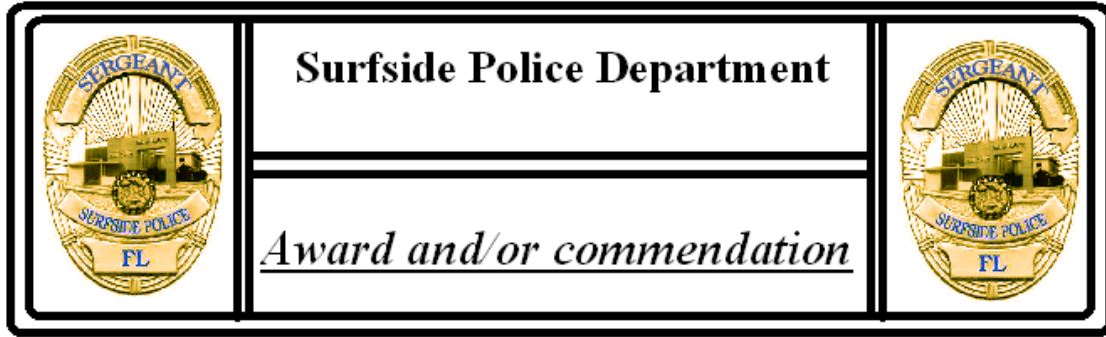 SERGEANT
SURFSIDE POLICE
FL
Surfside Police Department
Award and/or commendation
SERGEANT
SURFSIDE POLICE
FL